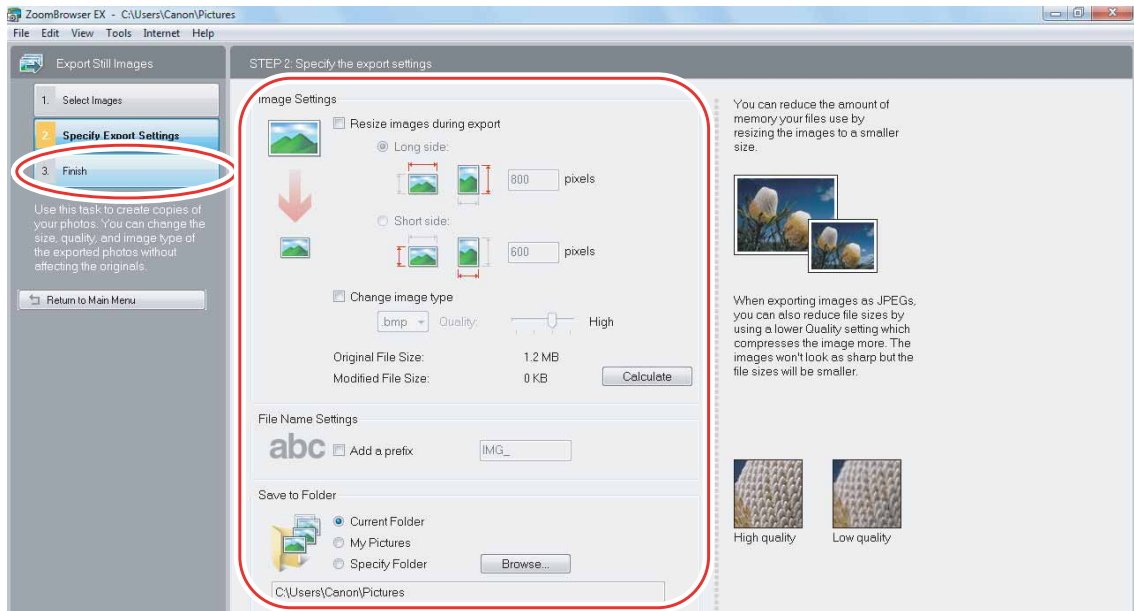 ZoomBrowser EX - C:\Users\Canon\Pictures
File Edit View Tools Internet Help
Export Still Images
STEP 2: Specify the export settings
1. Select Images
2. Specify Export Settings
3. Finish
Use this task to create copies of
your photos. You can change the
size, quality, and image type of
the exported photos without
affecting the originals.
Return to Main Menu
Image Settings
Resize images during export
Long side:
800 pixels
Short side:
600 pixels
Change image type
.bmp Quality: High
Original File Size: 1.2 MB
Modified File Size: 0 KB Calculate
File Name Settings
abc Add a prefix IMG_
Save to Folder
Current Folder
My Pictures
Specify Folder Browse...
C:\Users\Canon\Pictures
You can reduce the amount of
memory your files use by
resizing the images to a smaller
size.
When exporting images as JPEGs,
you can also reduce file sizes by
using a lower Quality setting which
compresses the image more. The
images won't look as sharp but the
file sizes will be smaller.
High quality Low quality